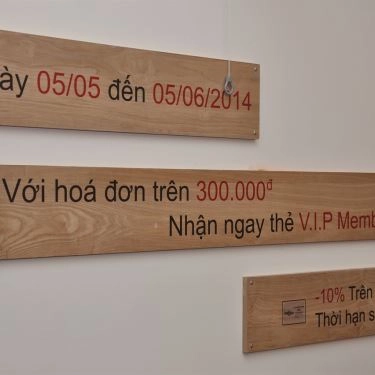 ày 05/05 đến 05/06/2014
Với hoá đơn trên 300.000đ
Nhận ngay thẻ V.I.P Memb
-10% Trên
Thời hạn s